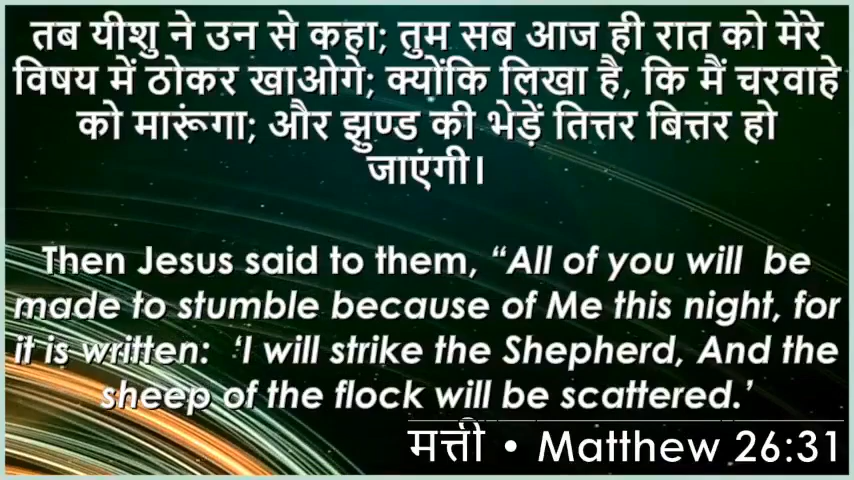 तब यीशु ने उन से कहा; तुम सब आज ही रात को मेरे
विषय में ठोकर खाओगे; क्योंकि लिखा है, कि मैं चरवाहे
को मारूंगा; और झुण्ड की भेड़ें तित्तर बित्तर हो
जाएंगी।
Then Jesus said to them, “All of you will be
made to stumble because of Me this night, for
it is written: ‘I will strike the Shepherd, And the
sheep of the flock will be scattered.’
मत्ती • Matthew 26:31